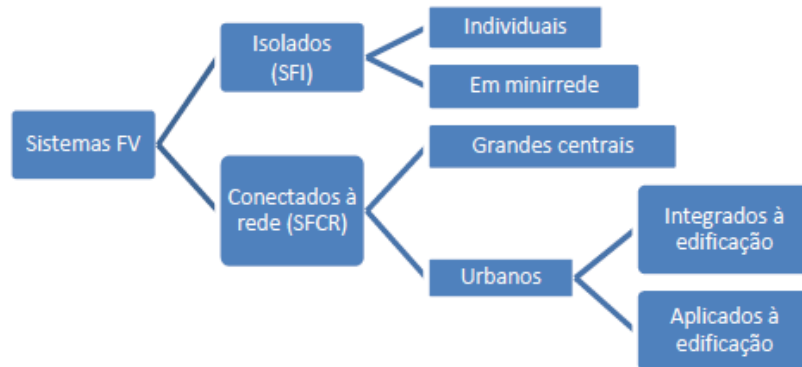 Sistemas FV
Isolados
(SFI)
Individuais
Em minirrede
Conectados à
rede (SFCR)
Grandes centrais
Urbanos
Integrados à
edificação
Aplicados à
edificação